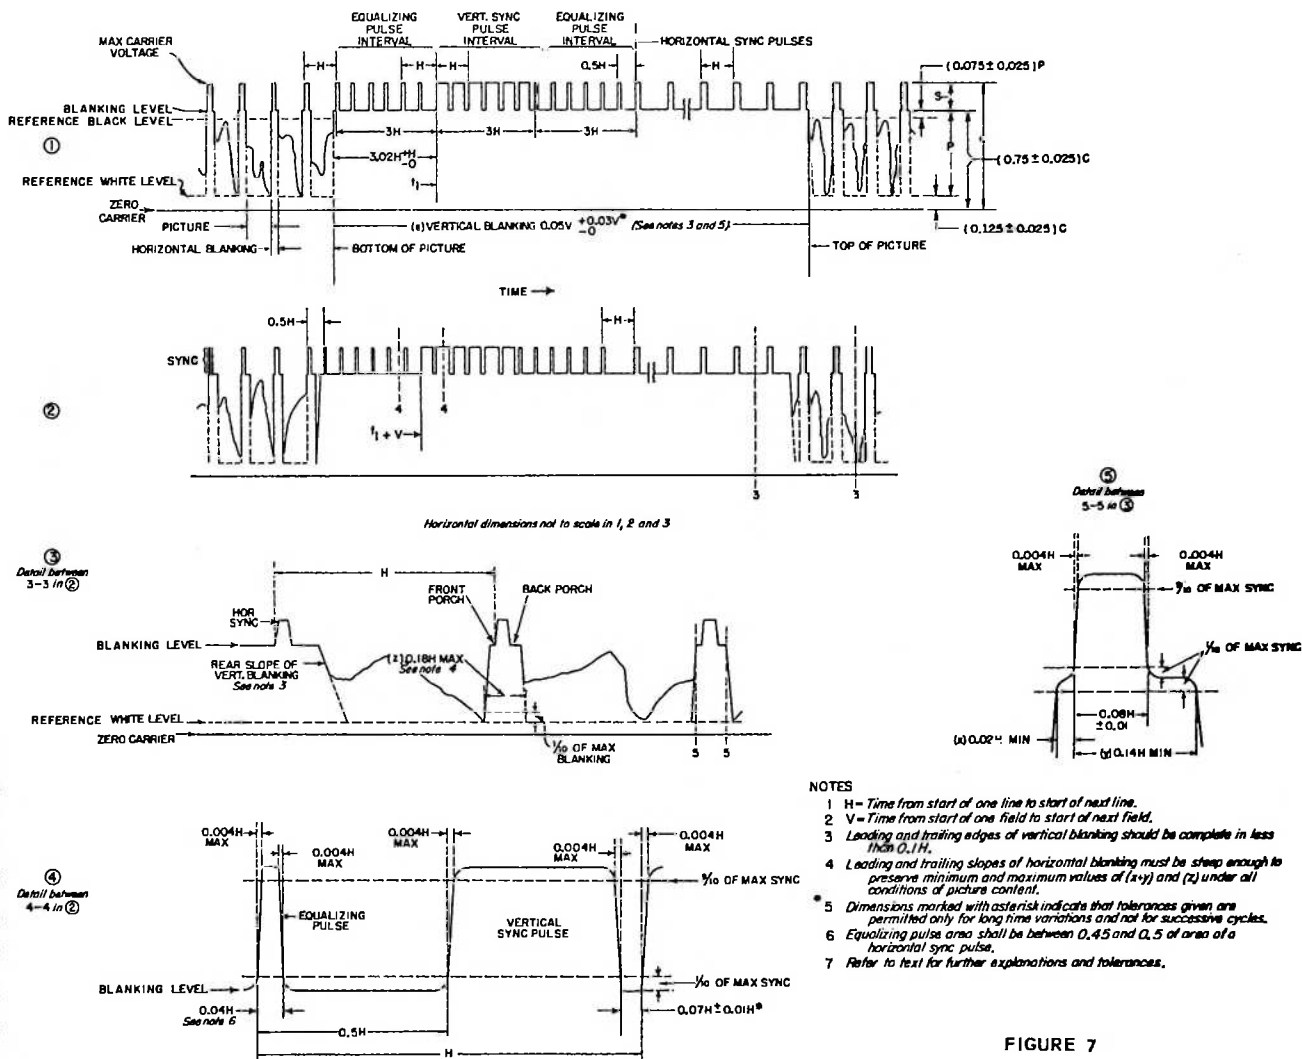 EQUALIZING
PULSE
INTERVAL
VERT. SYNC
PULSE INTERVAL
EQUALIZING
PULSE
INTERVAL
HORIZONTAL SYNC PULSES
MAX CARRIER
VOLTAGE
H
H
H
0.5H
H
(0.075 ± 0.025) P
S
BLANKING LEVEL
REFERENCE BLACK LEVEL
1
3H
3H
3H
3.02H +H -0
P
(0.75 ± 0.025) C
REFERENCE WHITE LEVEL
t1
ZERO
CARRIER
PICTURE
(s) VERTICAL BLANKING 0.05V +0.03V* -0 (See notes 3 and 5)
(0.125 ± 0.025) C
HORIZONTAL BLANKING
BOTTOM OF PICTURE
TOP OF PICTURE
TIME
0.5H
H
SYNC
2
4
4
t1 + V
3
3
Horizontal dimensions not to scale in 1, 2 and 3
5
Detail between
5-5 in 3
0.004H
MAX
0.004H
MAX
9/10 OF MAX SYNC
1/10 OF MAX SYNC
0.08H
± 0.01
(y) 0.14H MIN
3
Detail between
3-3 in 2
H
FRONT
PORCH
BACK PORCH
HOR
SYNC
BLANKING LEVEL
REAR SLOPE OF
VERT. BLANKING
See note 3
(z) 0.18H MAX
See note 4
REFERENCE WHITE LEVEL
ZERO CARRIER
1/10 OF MAX
BLANKING
5
5
NOTES
1 H = Time from start of one line to start of next line.
2 V = Time from start of one field to start of next field.
3 Leading and trailing edges of vertical blanking should be complete in less
than 0.1H.
4 Leading and trailing slopes of horizontal blanking must be steep enough to
preserve minimum and maximum values of (x+y) and (z) under all
conditions of picture content.
* 5 Dimensions marked with asterisk indicate that tolerances given are
permitted only for long time variations and not for successive cycles.
6 Equalizing pulse area shall be between 0.45 and 0.5 of area of a
horizontal sync pulse.
7 Refer to text for further explanations and tolerances.
4
Detail between
4-4 in 2
0.004H
MAX
0.004H
MAX
0.004H
MAX
0.004H
MAX
0.004H
MAX
9/10 OF MAX SYNC
EQUALIZING
PULSE
VERTICAL
SYNC PULSE
BLANKING LEVEL
1/10 OF MAX SYNC
0.04H
See note 6
0.5H
0.07H ± 0.01H*
H
FIGURE 7